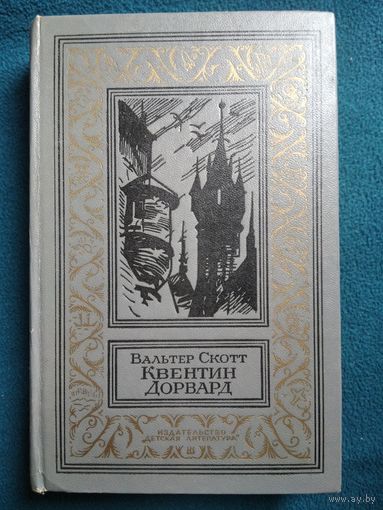 Вальтер Скотт
Квентин
Дорвард
ИЗДАТЕЛЬСТВО
"ДЕТСКАЯ ЛИТЕРАТУРА"
www.ay.by